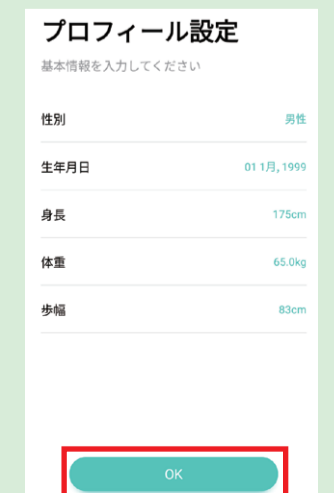 プロフィール設定
基本情報を入力してください
性別 男性
生年月日 01 1月, 1999
身長 175cm
体重 65.0kg
歩幅 83cm
OK